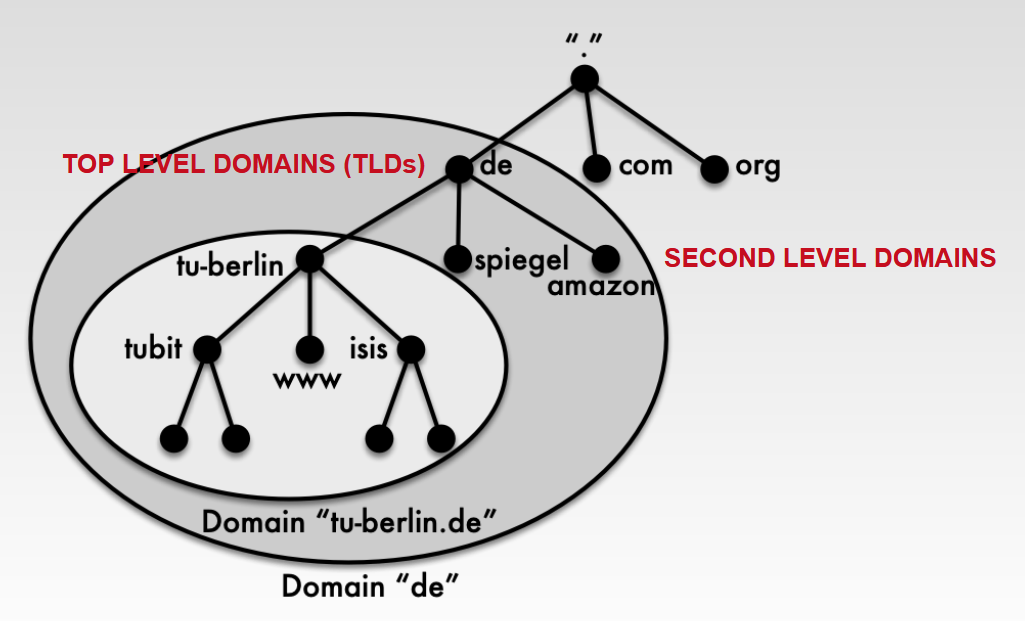 “.”
TOP LEVEL DOMAINS (TLDs)
de
com
org
tu-berlin
spiegel
amazon
SECOND LEVEL DOMAINS
tubit
www
isis
Domain “tu-berlin.de”
Domain “de”